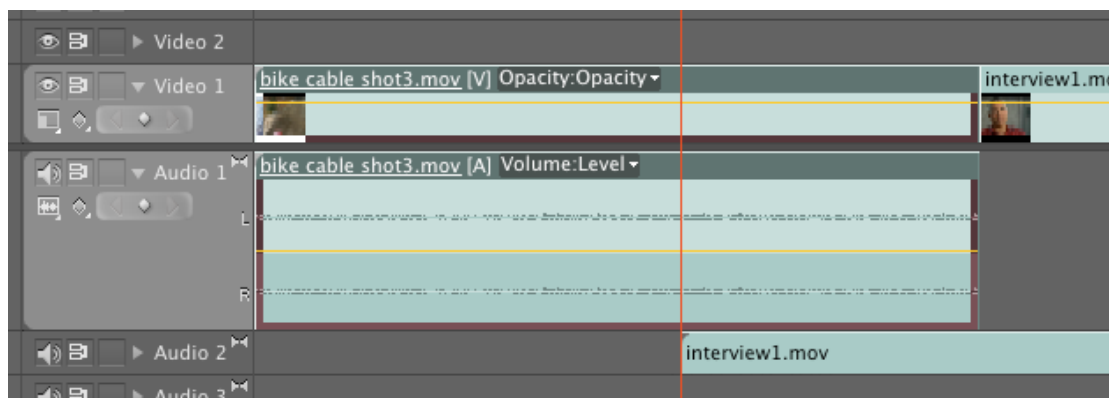 Video 2
Video 1
bike cable shot3.mov [V] Opacity:Opacity
interview1.mo
Audio 1
bike cable shot3.mov [A] Volume:Level
L
R
Audio 2
interview1.mov
Audio 3